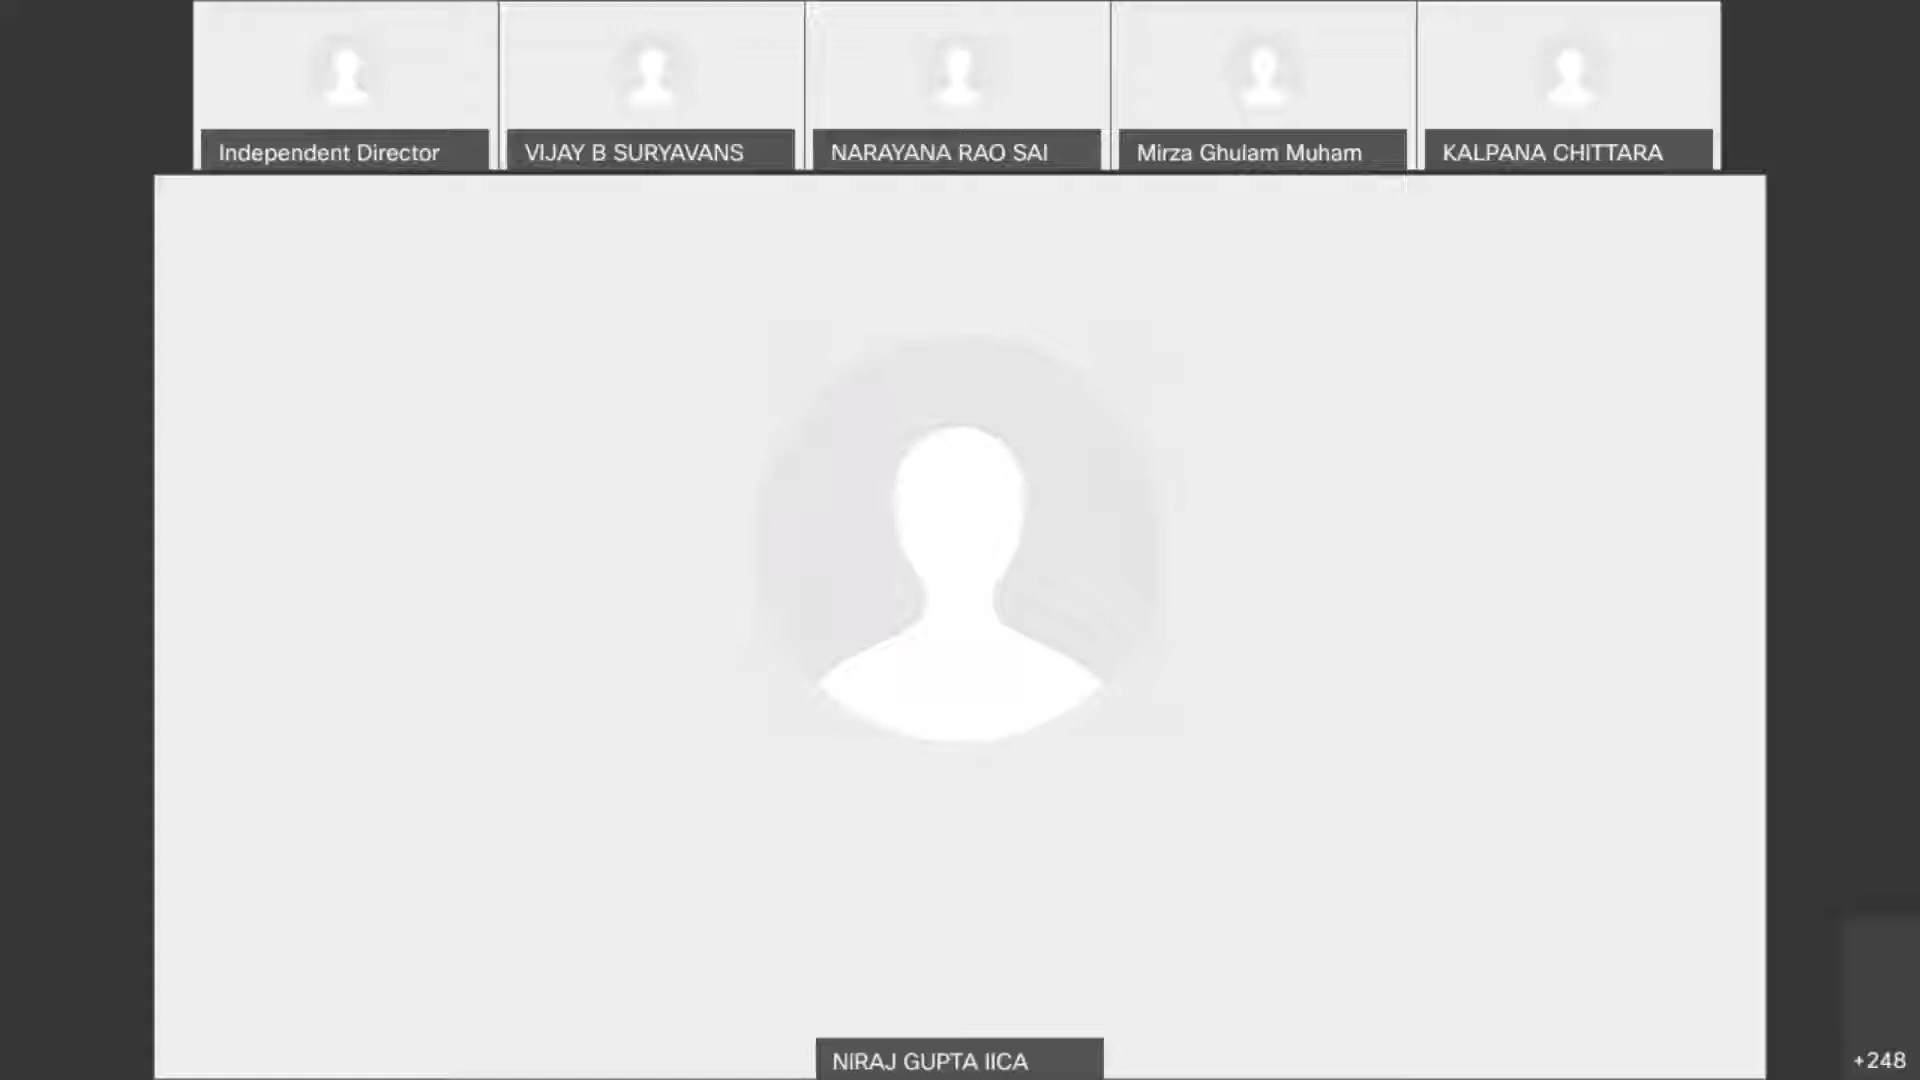 Independent Director
VIJAY B SURYAVANS
NARAYANA RAO SAI
Mirza Ghulam Muham
KALPANA CHITTARA
NIRAJ GUPTA IICA
+248